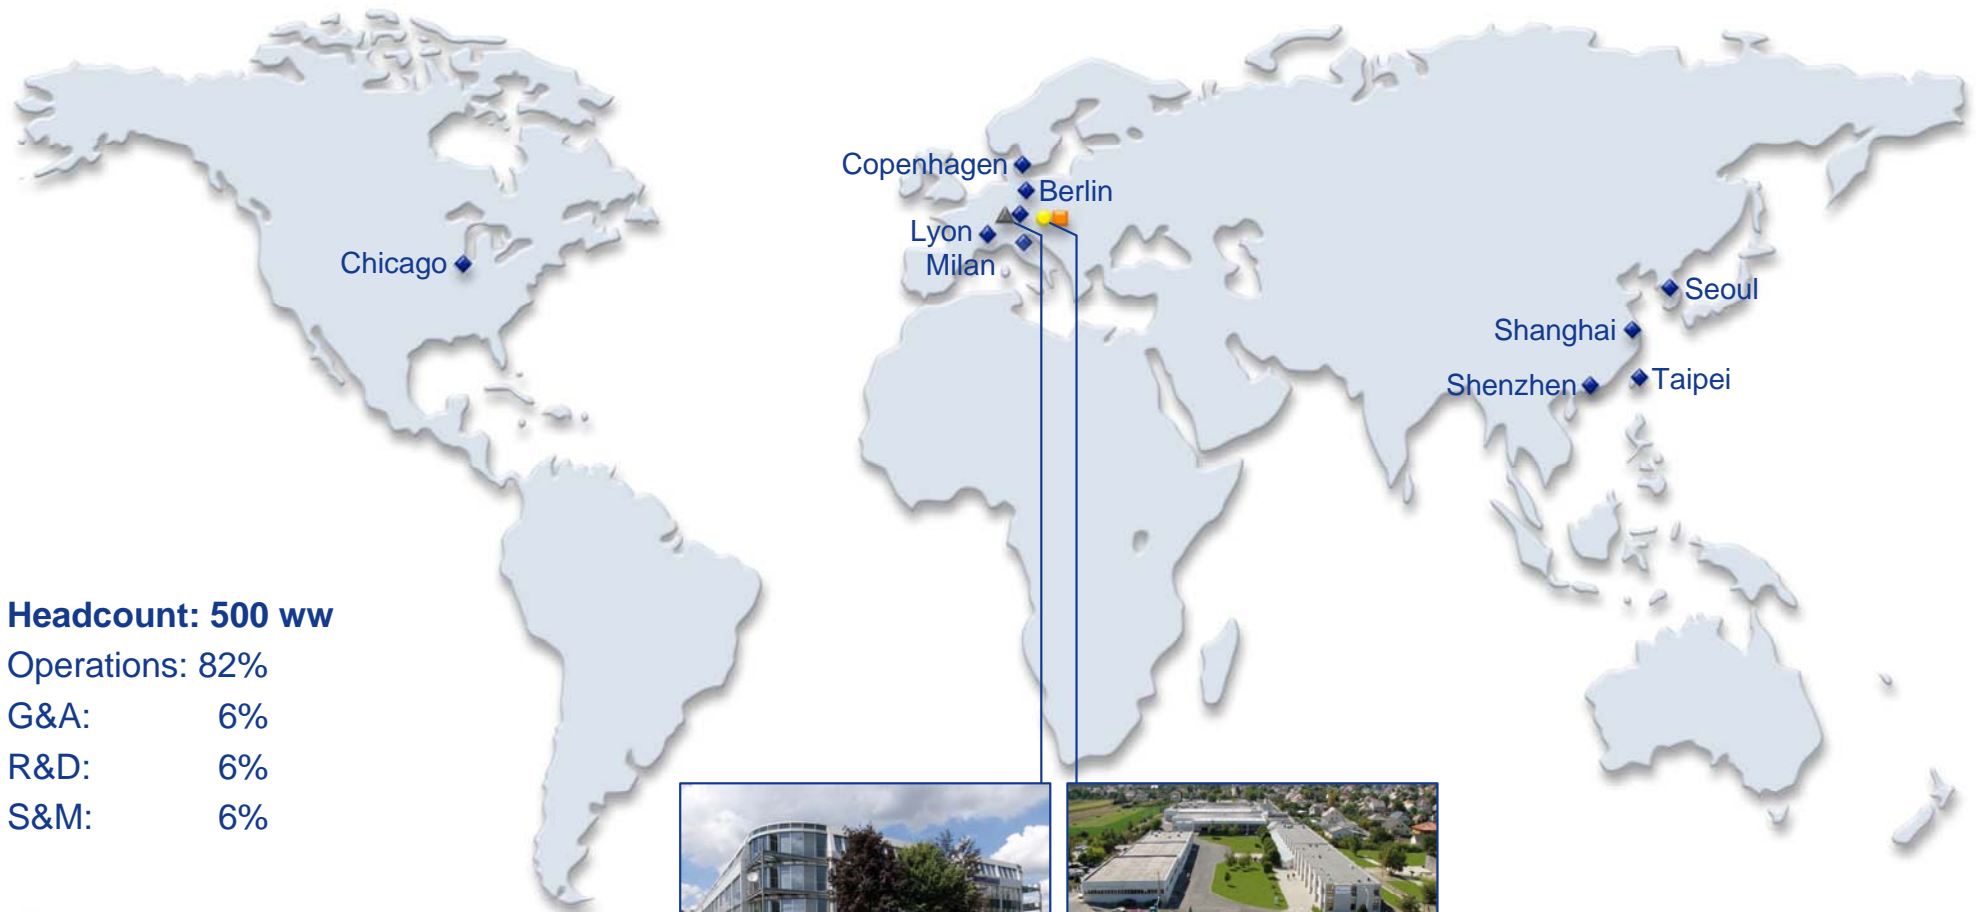 Copenhagen
Berlin
Lyon
Milan
Chicago
Seoul
Shanghai
Shenzhen
Taipei
Headcount: 500 ww
Operations: 82%
G&A: 6%
R&D: 6%
S&M: 6%